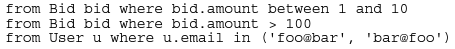 from Bid bid where bid.amount between 1 and 10
from Bid bid where bid.amount > 100
from User u where u.email in ('foo@bar', 'bar@foo')